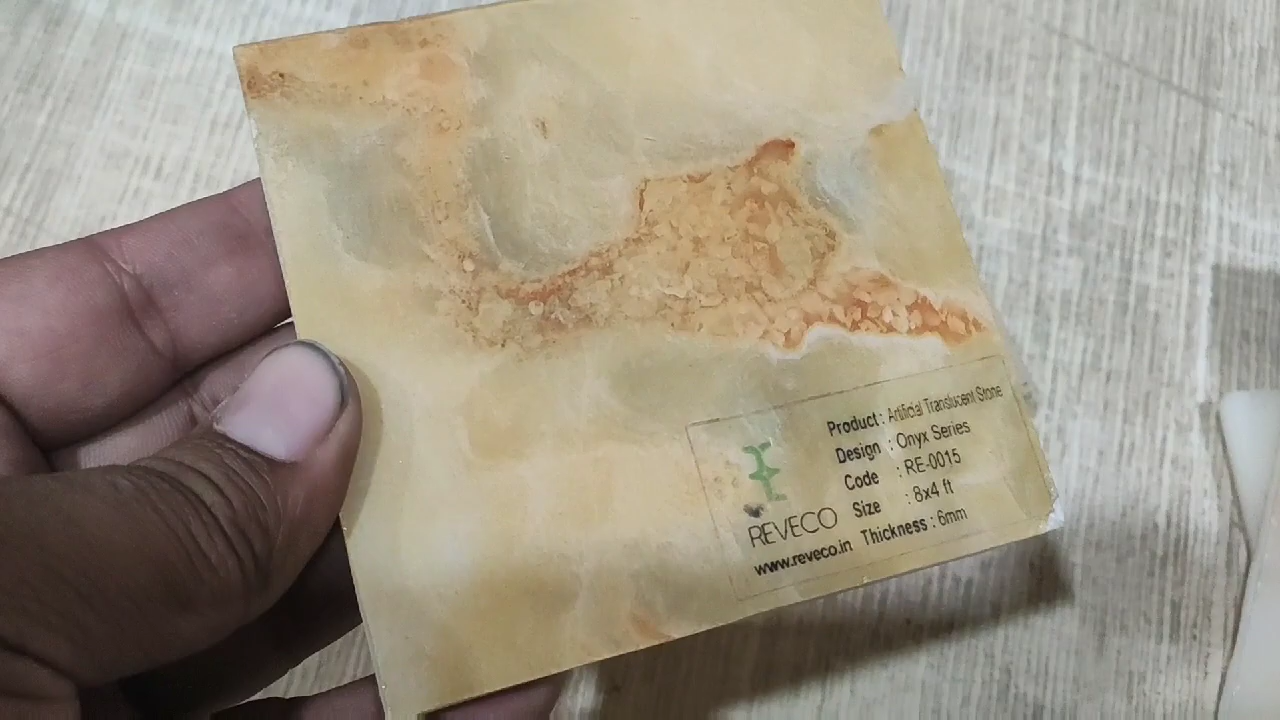 Product : Artificial Translucent Stone
Design : Onyx Series
Code : RE-0015
Size : 8x4 ft
Thickness : 6mm
REVECO
www.reveco.in